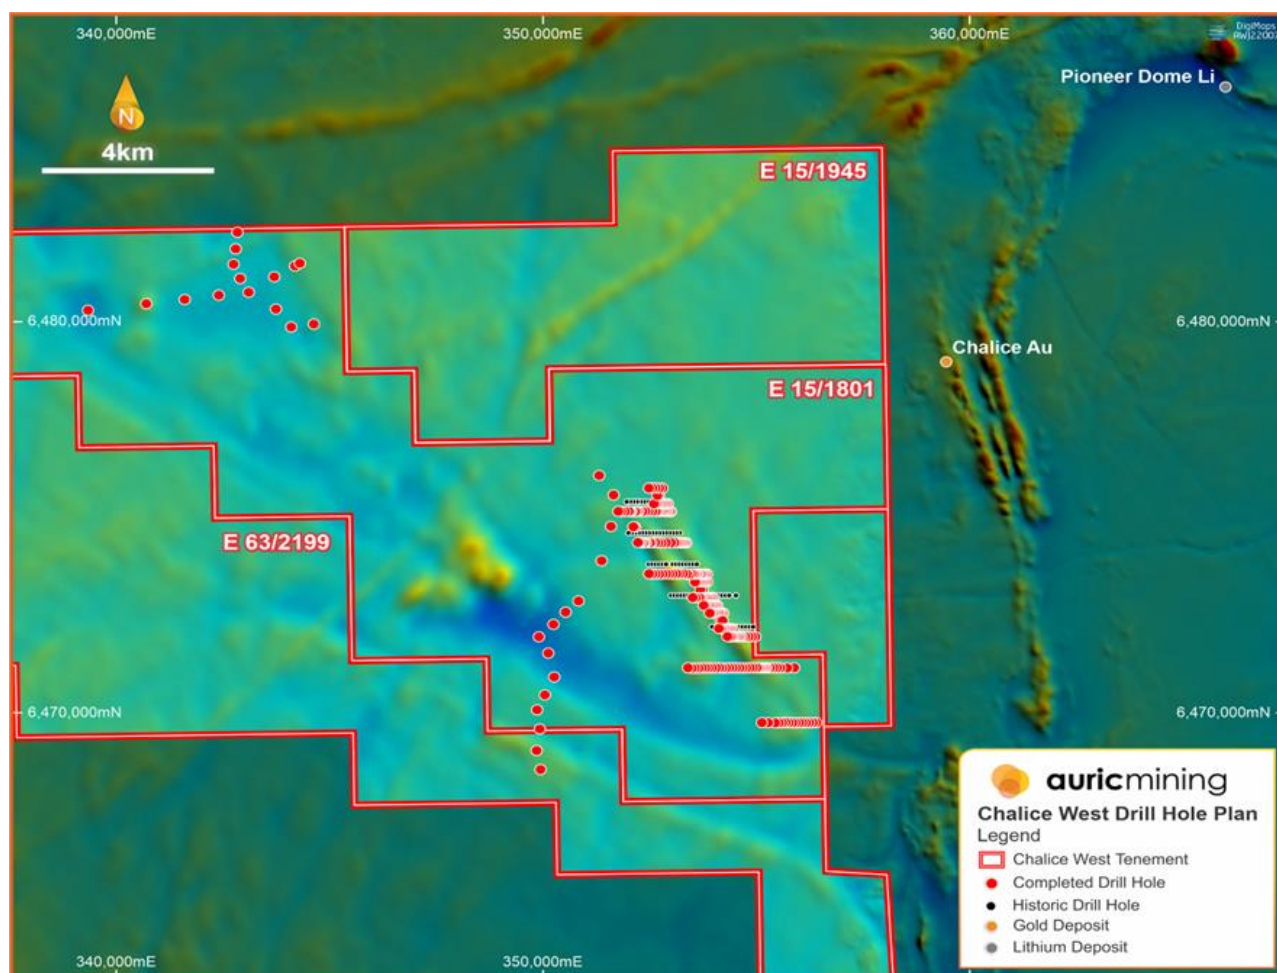 340,000mE
350,000mE
360,000mE
DigiMaps
Pioneer Dome Li
N
4km
E 15/1945
6,480,000mN
6,480,000mN
Chalice Au
E 15/1801
E 63/2199
6,470,000mN
6,470,000mN
auricmining
Chalice West Drill Hole Plan
Legend
Chalice West Tenement
Completed Drill Hole
Historic Drill Hole
Gold Deposit
Lithium Deposit
340,000mE
350,000mE